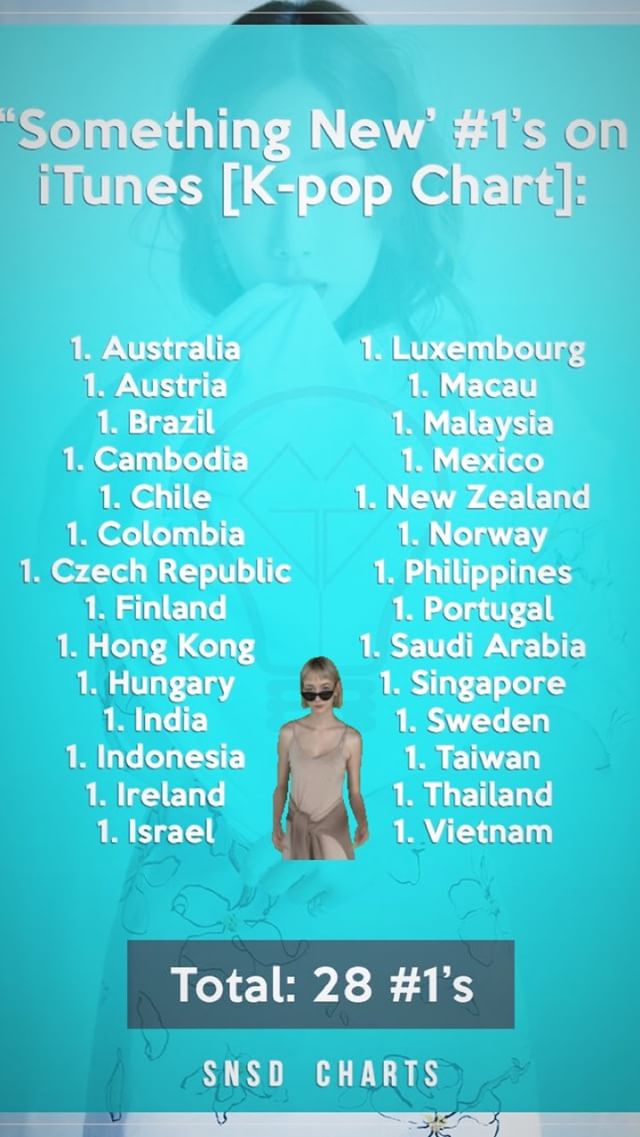 “Something New’ #1’s on
iTunes [K-pop Chart]:
1. Australia
1. Austria
1. Brazil
1. Cambodia
1. Chile
1. Colombia
1. Czech Republic
1. Finland
1. Hong Kong
1. Hungary
1. India
1. Indonesia
1. Ireland
1. Israel
1. Luxembourg
1. Macau
1. Malaysia
1. Mexico
1. New Zealand
1. Norway
1. Philippines
1. Portugal
1. Saudi Arabia
1. Singapore
1. Sweden
1. Taiwan
1. Thailand
1. Vietnam
Total: 28 #1’s
SNSD CHARTS